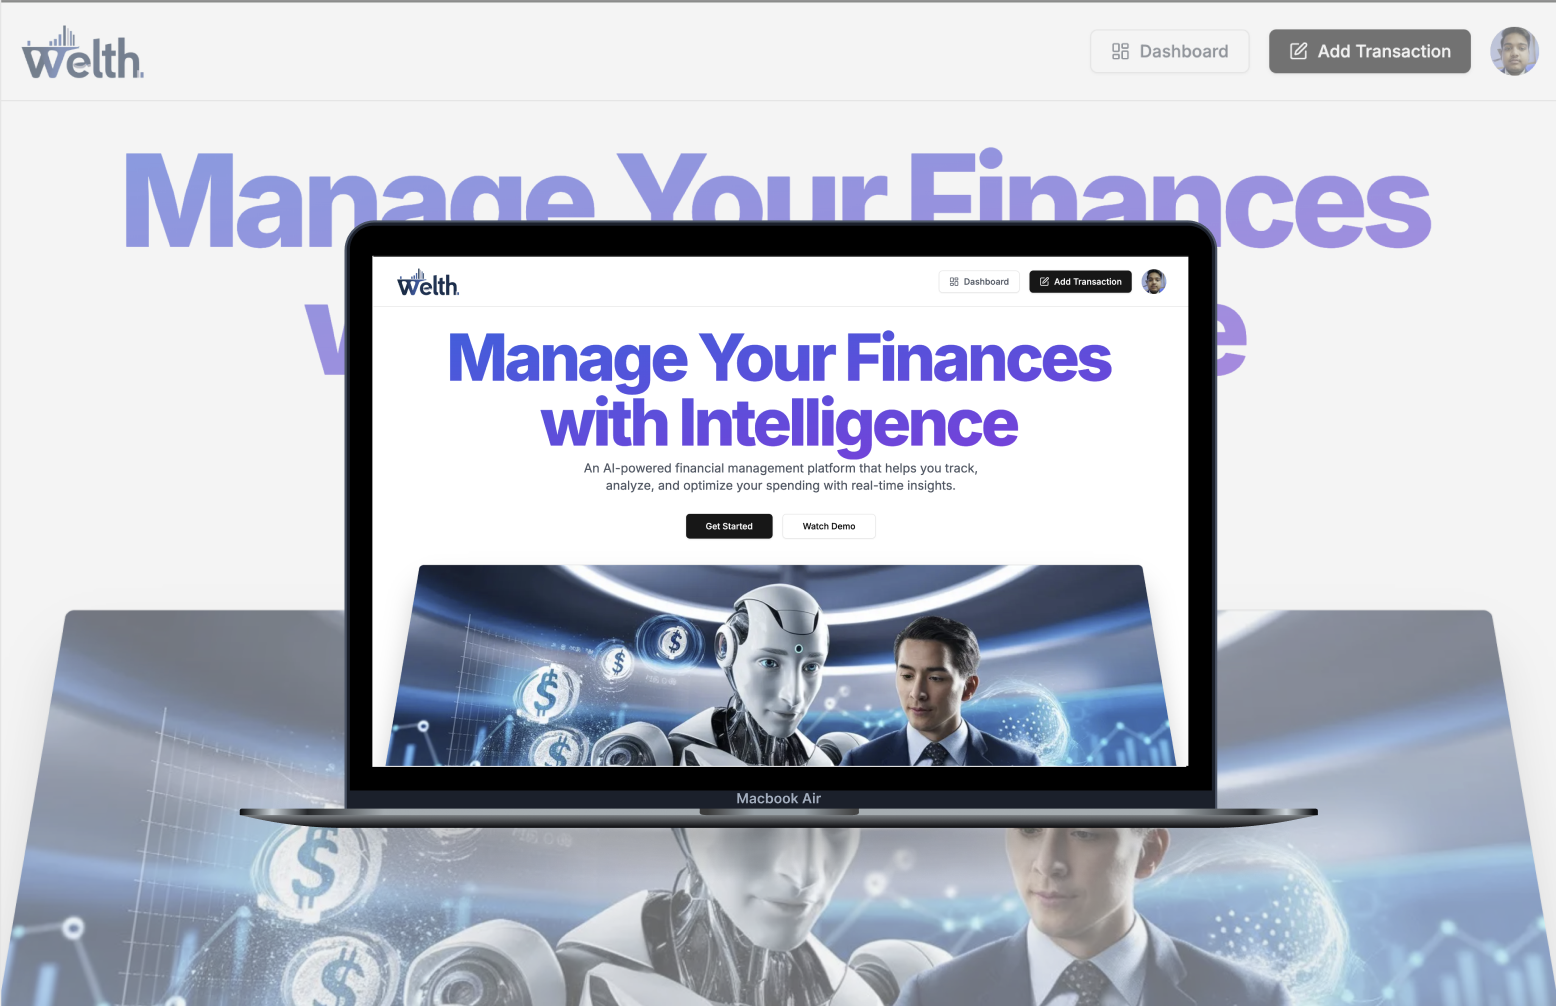 Welth.
Dashboard
Add Transaction
Manage Your Finances
Welth.
Dashboard
Add Transaction
Manage Your Finances
with Intelligence
An AI-powered financial management platform that helps you track,
analyze, and optimize your spending with real-time insights.
Get Started
Watch Demo
$
$
$
$
Macbook Air
$
$